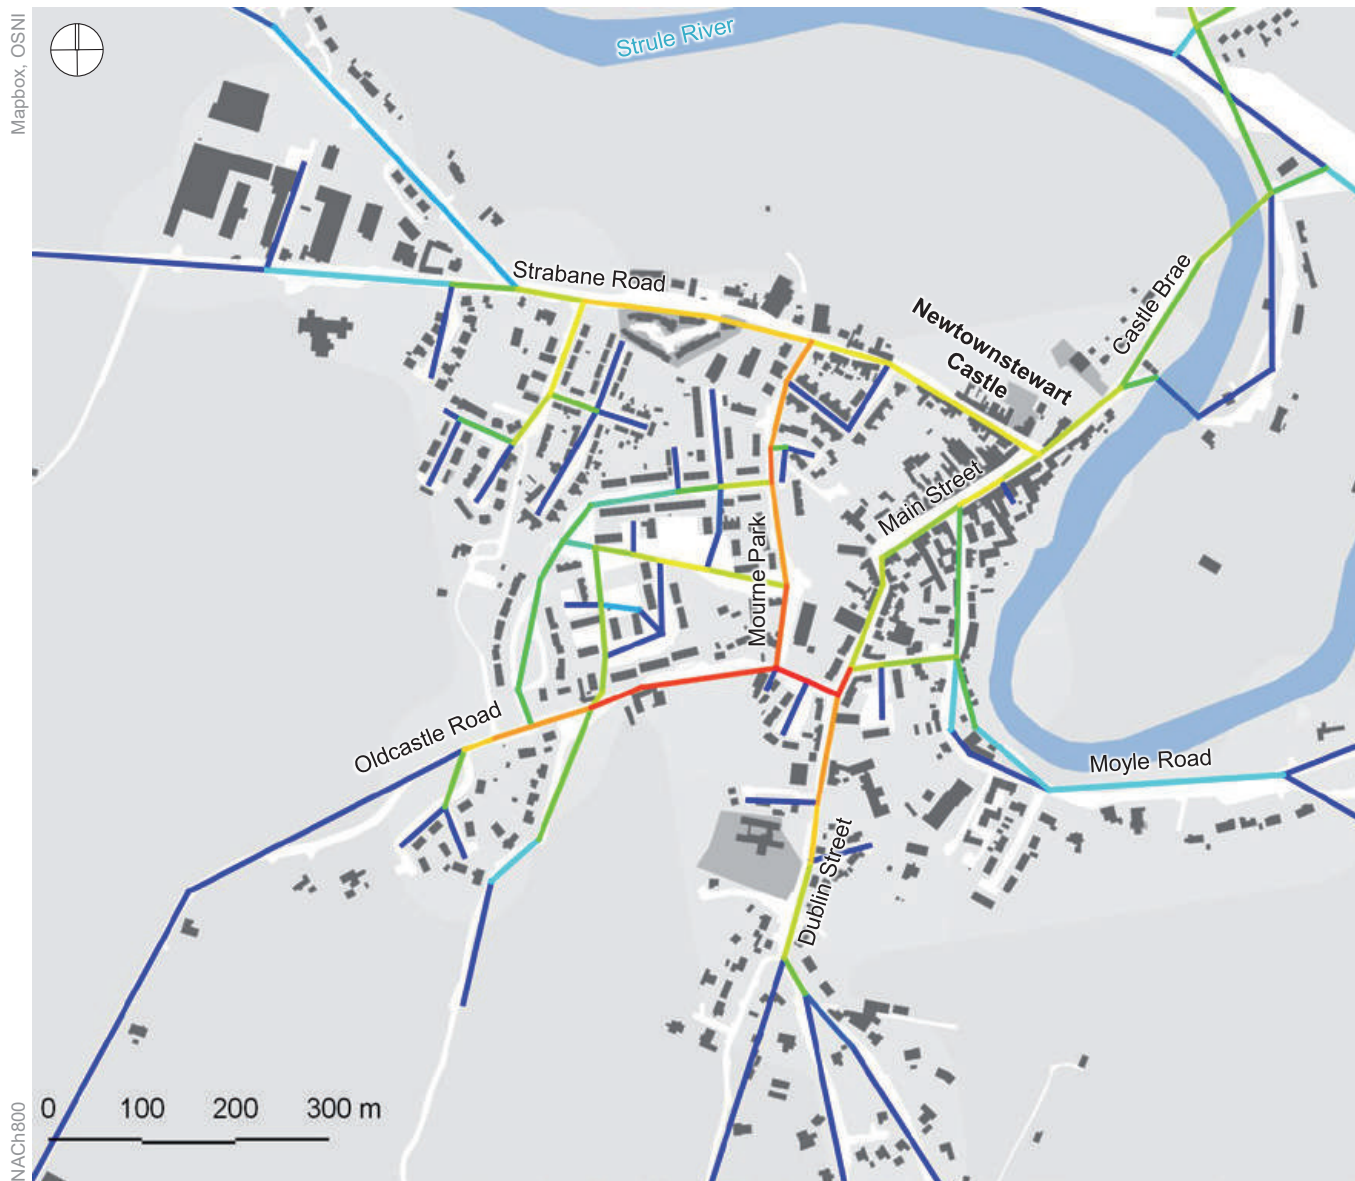 Mapbox, OSNI
Strule River
Strabane Road
Newtownstewart
Castle
Castle Brae
Main Street
Mourne Park
Oldcastle Road
Moyle Road
Dublin Street
0 100 200 300 m
NACh800